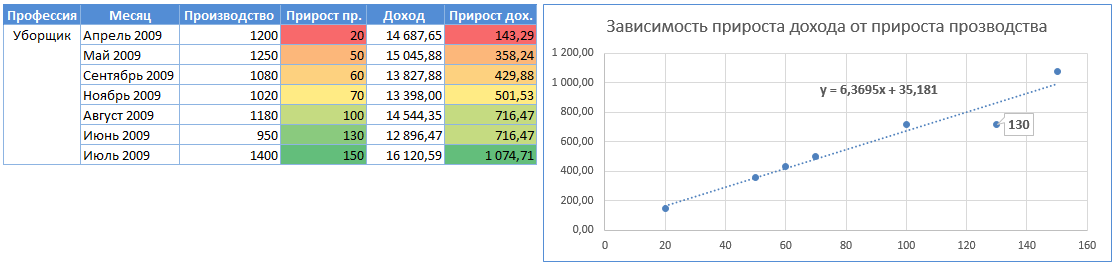 Профессия Месяц Производство Прирост пр. Доход Прирост дох.
Уборщик Апрель 2009 1200 20 14 687,65 143,29
Май 2009 1250 50 15 045,88 358,24
Сентябрь 2009 1080 60 13 827,88 429,88
Ноябрь 2009 1020 70 13 398,00 501,53
Август 2009 1180 100 14 544,35 716,47
Июнь 2009 950 130 12 896,47 716,47
Июль 2009 1400 150 16 120,59 1 074,71
Зависимость прироста дохода от прироста прозводства
1 200,00
1 000,00
800,00
600,00
400,00
200,00
0,00
y = 6,3695x + 35,181
130
0 20 40 60 80 100 120 140 160